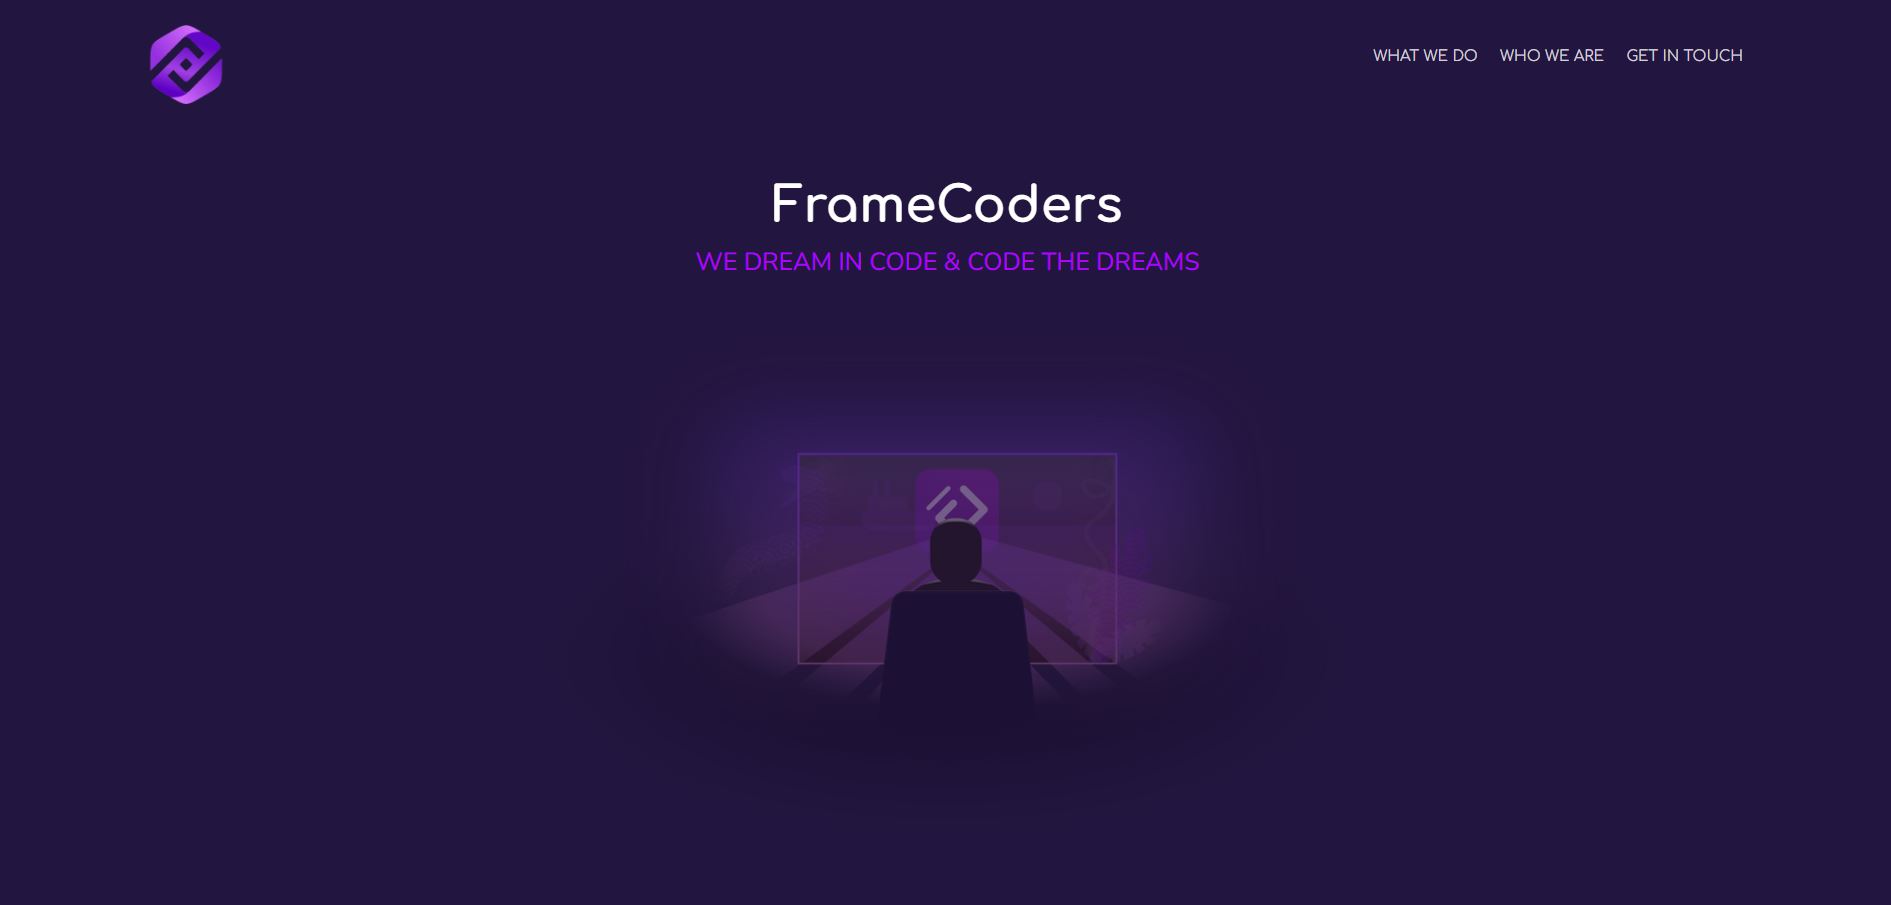 WHAT WE DO WHO WE ARE GET IN TOUCH
FrameCoders
WE DREAM IN CODE & CODE THE DREAMS